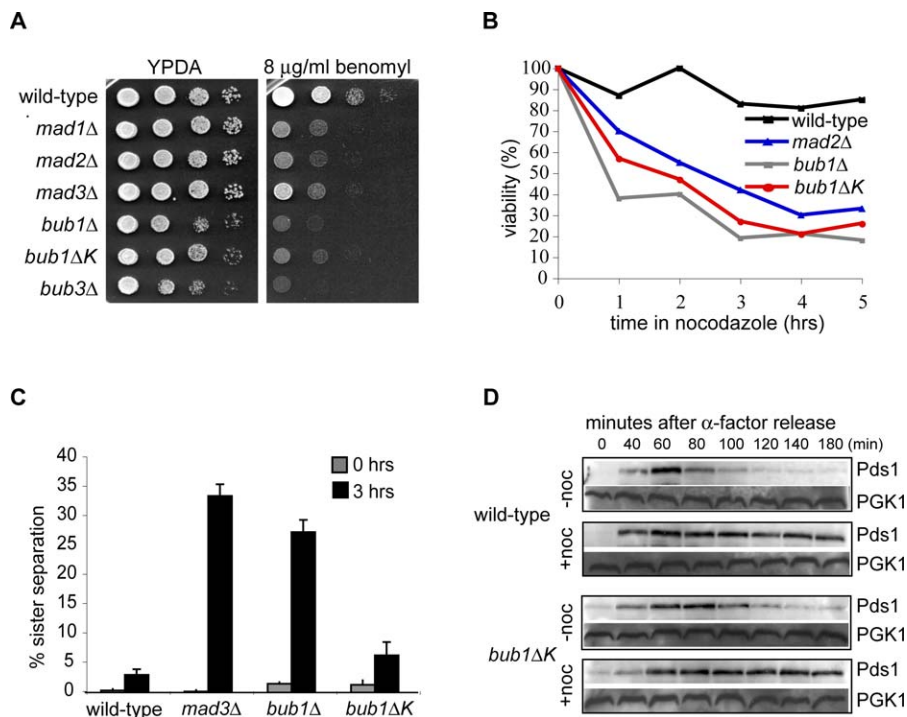 A
YPDA
8 μg/ml benomyl
wild-type
mad1Δ
mad2Δ
mad3Δ
bub1Δ
bub1ΔK
bub3Δ
B
100
90
80
70
60
50
40
30
20
10
0
viability (%)
wild-type
mad2Δ
bub1Δ
bub1ΔK
0 1 2 3 4 5
time in nocodazole (hrs)
C
40
35
30
25
20
15
10
5
0
% sister separation
0 hrs
3 hrs
wild-type mad3Δ bub1Δ bub1ΔK
D
minutes after α-factor release
0 40 60 80 100 120 140 180 (min)
wild-type
-noc
Pds1
PGK1
+noc
Pds1
PGK1
bub1ΔK
-noc
Pds1
PGK1
+noc
Pds1
PGK1